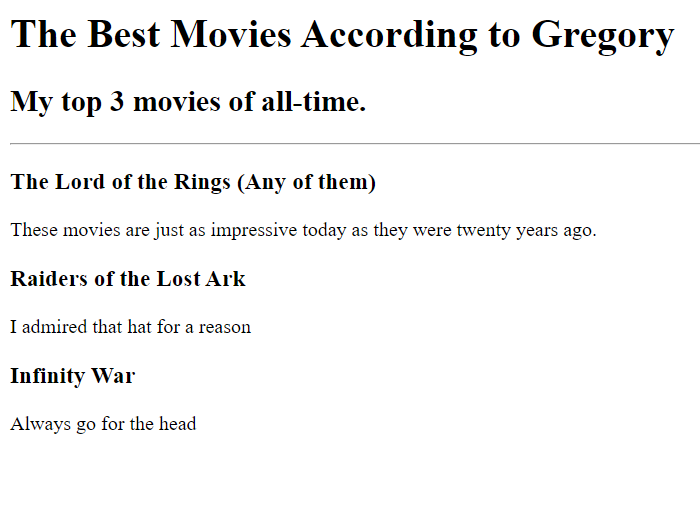 The Best Movies According to Gregory
My top 3 movies of all-time.
The Lord of the Rings (Any of them)
These movies are just as impressive today as they were twenty years ago.
Raiders of the Lost Ark
I admired that hat for a reason
Infinity War
Always go for the head